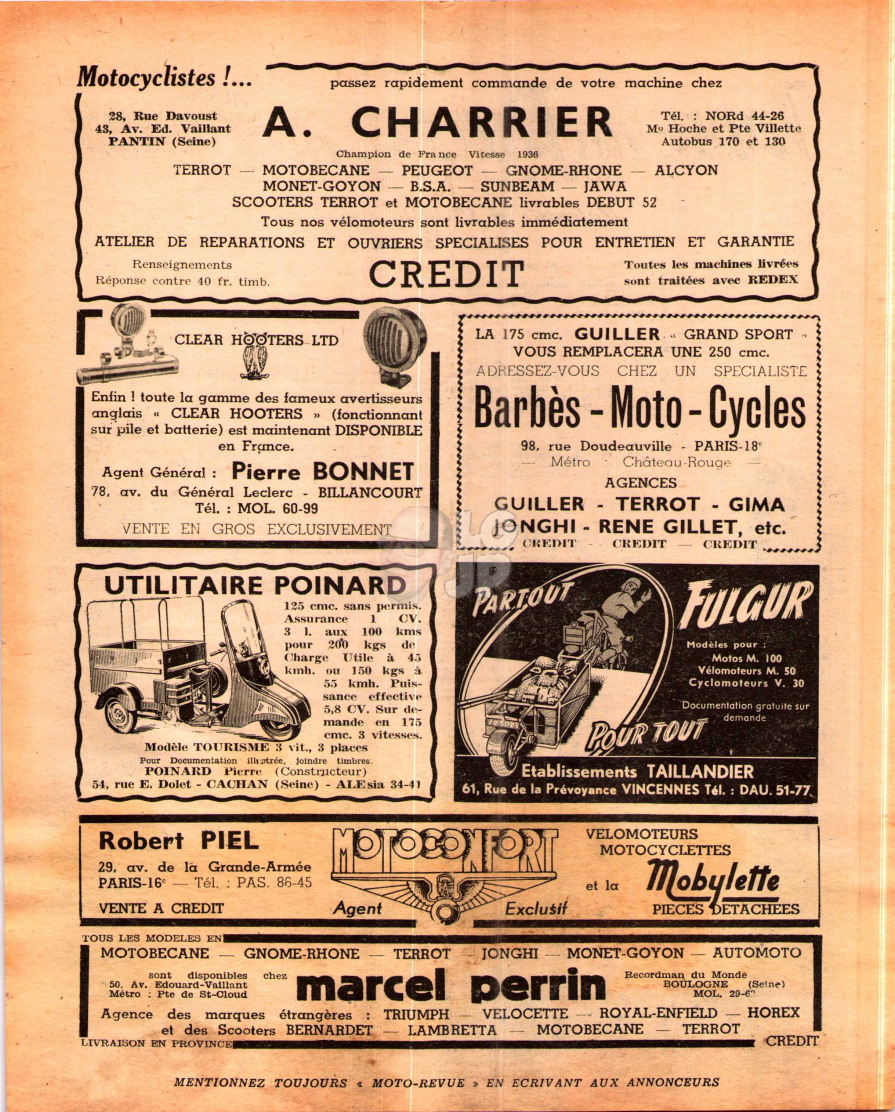 Motocyclistes !...
passez rapidement commande de votre machine chez
28, Rue Davoust
43, Av. Ed. Vaillant
PANTIN (Seine)
A. CHARRIER
Tél. : NORd 44-26
Mo Hoche et Pte Villette
Autobus 170 et 130
Champion de France Vitesse 1936
TERROT — MOTOBECANE — PEUGEOT — GNOME-RHONE — ALCYON
MONET-GOYON — B.S.A. — SUNBEAM — JAWA
SCOOTERS TERROT et MOTOBECANE livrables DEBUT 52
Tous nos vélomoteurs sont livrables immédiatement
ATELIER DE REPARATIONS ET OUVRIERS SPECIALISES POUR ENTRETIEN ET GARANTIE
Renseignements
Réponse contre 40 fr. timb.
CREDIT
Toutes les machines livrées
sont traitées avec REDEX
CLEAR HOOTERS LTD
Enfin ! toute la gamme des fameux avertisseurs
anglais « CLEAR HOOTERS » (fonctionnant
sur pile et batterie) est maintenant DISPONIBLE
en France.
Agent Général : Pierre BONNET
78, av. du Général Leclerc - BILLANCOURT
Tél. : MOL. 60-99
VENTE EN GROS EXCLUSIVEMENT
LA 175 cmc. GUILLER « GRAND SPORT »
VOUS REMPLACERA UNE 250 cmc.
ADRESSEZ-VOUS CHEZ UN SPECIALISTE
Barbès - Moto - Cycles
98, rue Doudeauville - PARIS-18e
— Métro : Château-Rouge —
AGENCES
GUILLER - TERROT - GIMA
JONGHI - RENE GILLET, etc.
CREDIT - CREDIT — CREDIT
UTILITAIRE POINARD
125 cmc. sans permis.
Assurance 1 CV.
3 l. aux 100 kms
pour 200 kgs de
Charge Utile à 45
kmh. ou 150 kgs à
55 kmh. Puis-
sance effective
5,8 CV. Sur de-
mande en 175
cmc. 3 vitesses.
Modèle TOURISME 3 vit., 3 places
Pour Documentation illustrée, joindre timbres.
POINARD Pierre (Constructeur)
54, rue E. Dolet - CACHAN (Seine) - ALEsia 34-41
PARTOUT
POUR TOUT
FULGUR
Modèles pour :
Motos M. 100
Vélomoteurs M. 50
Cyclomoteurs V. 30
Documentation gratuite sur
demande
Etablissements TAILLANDIER
61, Rue de la Prévoyance VINCENNES Tél. : DAU. 51-77
Robert PIEL
29, av. de la Grande-Armée
PARIS-16e — Tél. : PAS. 86-45
VENTE A CREDIT
MOTOCONFORT
Agent Exclusif
VELOMOTEURS
MOTOCYCLETTES
et la Mobylette
PIECES DETACHEES
TOUS LES MODELES EN
MOTOBECANE — GNOME-RHONE — TERROT — JONGHI — MONET-GOYON — AUTOMOTO
sont disponibles chez
50, Av. Edouard-Vaillant
Métro : Pte de St-Cloud
marcel perrin
Recordman du Monde
BOULOGNE (Seine)
MOL. 29-6
Agence des marques étrangères : TRIUMPH — VELOCETTE — ROYAL-ENFIELD — HOREX
et des Scooters BERNARDET — LAMBRETTA — MOTOBECANE — TERROT
LIVRAISON EN PROVINCE
CREDIT
MENTIONNEZ TOUJOURS « MOTO-REVUE » EN ECRIVANT AUX ANNONCEURS